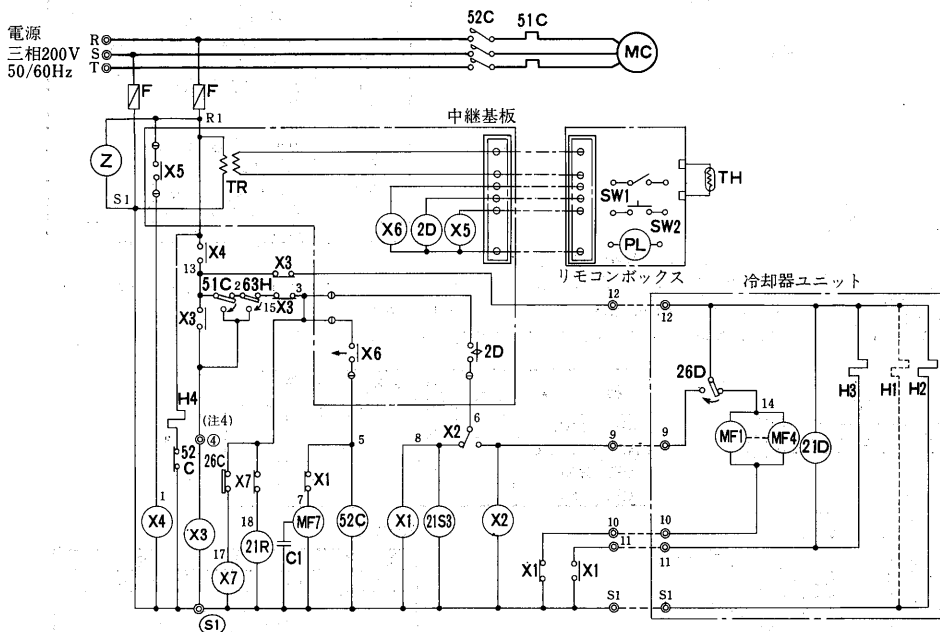 電源
三相200V
50/60Hz
R
S
T
52C
51C
MC
F
F
R1
中継基板
Z
X5
TR
TH
SW1
SW2
S1
X6
2D
X5
PL
リモコンボックス
X4
13
X3
冷却器ユニット
51C
2
63H
3
15
X3
X3
12
12
X6
2D
26D
H3
H1
H2
H4
(注4)
④
6
14
X2
5
8
9
9
MF1
MF4
21D
52
C
26C
X7
X1
7
1
18
10
10
X4
X3
21R
MF7
52C
X1
21S3
X2
11
11
C1
17
X7
X1
X1
S1
S1
S1